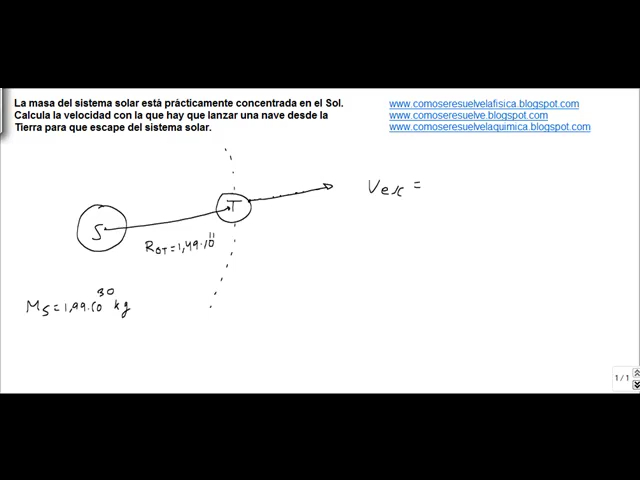 La masa del sistema solar está prácticamente concentrada en el Sol.
Calcula la velocidad con la que hay que lanzar una nave desde la
Tierra para que escape del sistema solar.
www.comoseresuelvelafisica.blogspot.com
www.comoseresuelve.blogspot.com
www.comoseresuelvelaquimica.blogspot.com
T
Vesc =
S
ROT=1,49·10^11
MS=1,99·10^30 kg
1/1